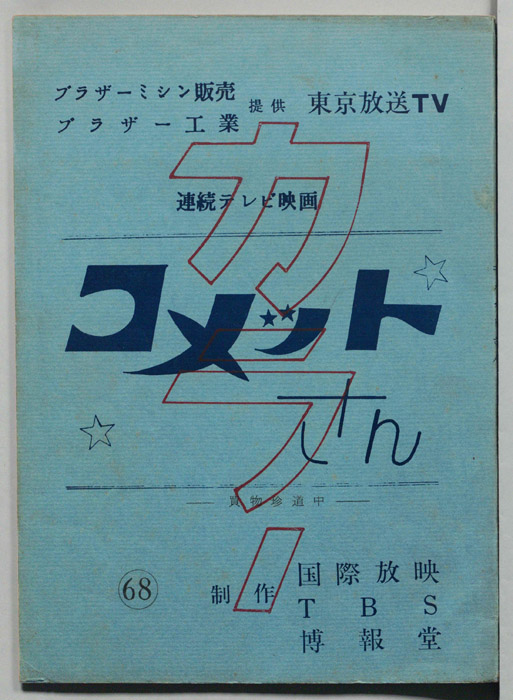 ブラザーミシン販売
ブラザー工業
提供
東京放送TV
連続テレビ映画
カラー
コメットさん
買物珍道中
68
制作
国際放映
TBS
博報堂